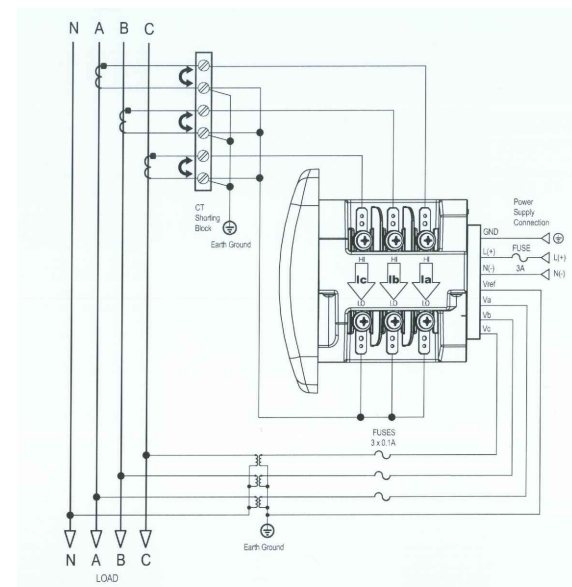 N A B C
CT
Shorting
Block
Earth Ground
Power
Supply
Connection
GND
FUSE
L(+) L(+)
N(-) 3A N(-)
Vref
Va
Vb
Vc
HI HI HI
Ic Ib Ia
LO LO LO
FUSES
3 x 0.1A
Earth Ground
N A B C
LOAD